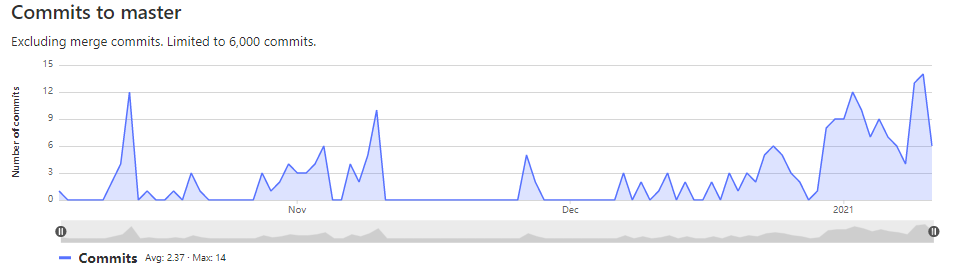 Commits to master
Excluding merge commits. Limited to 6,000 commits.
Number of commits
15
12
9
6
3
0
Nov
Dec
2021
Commits Avg: 2.37 · Max: 14